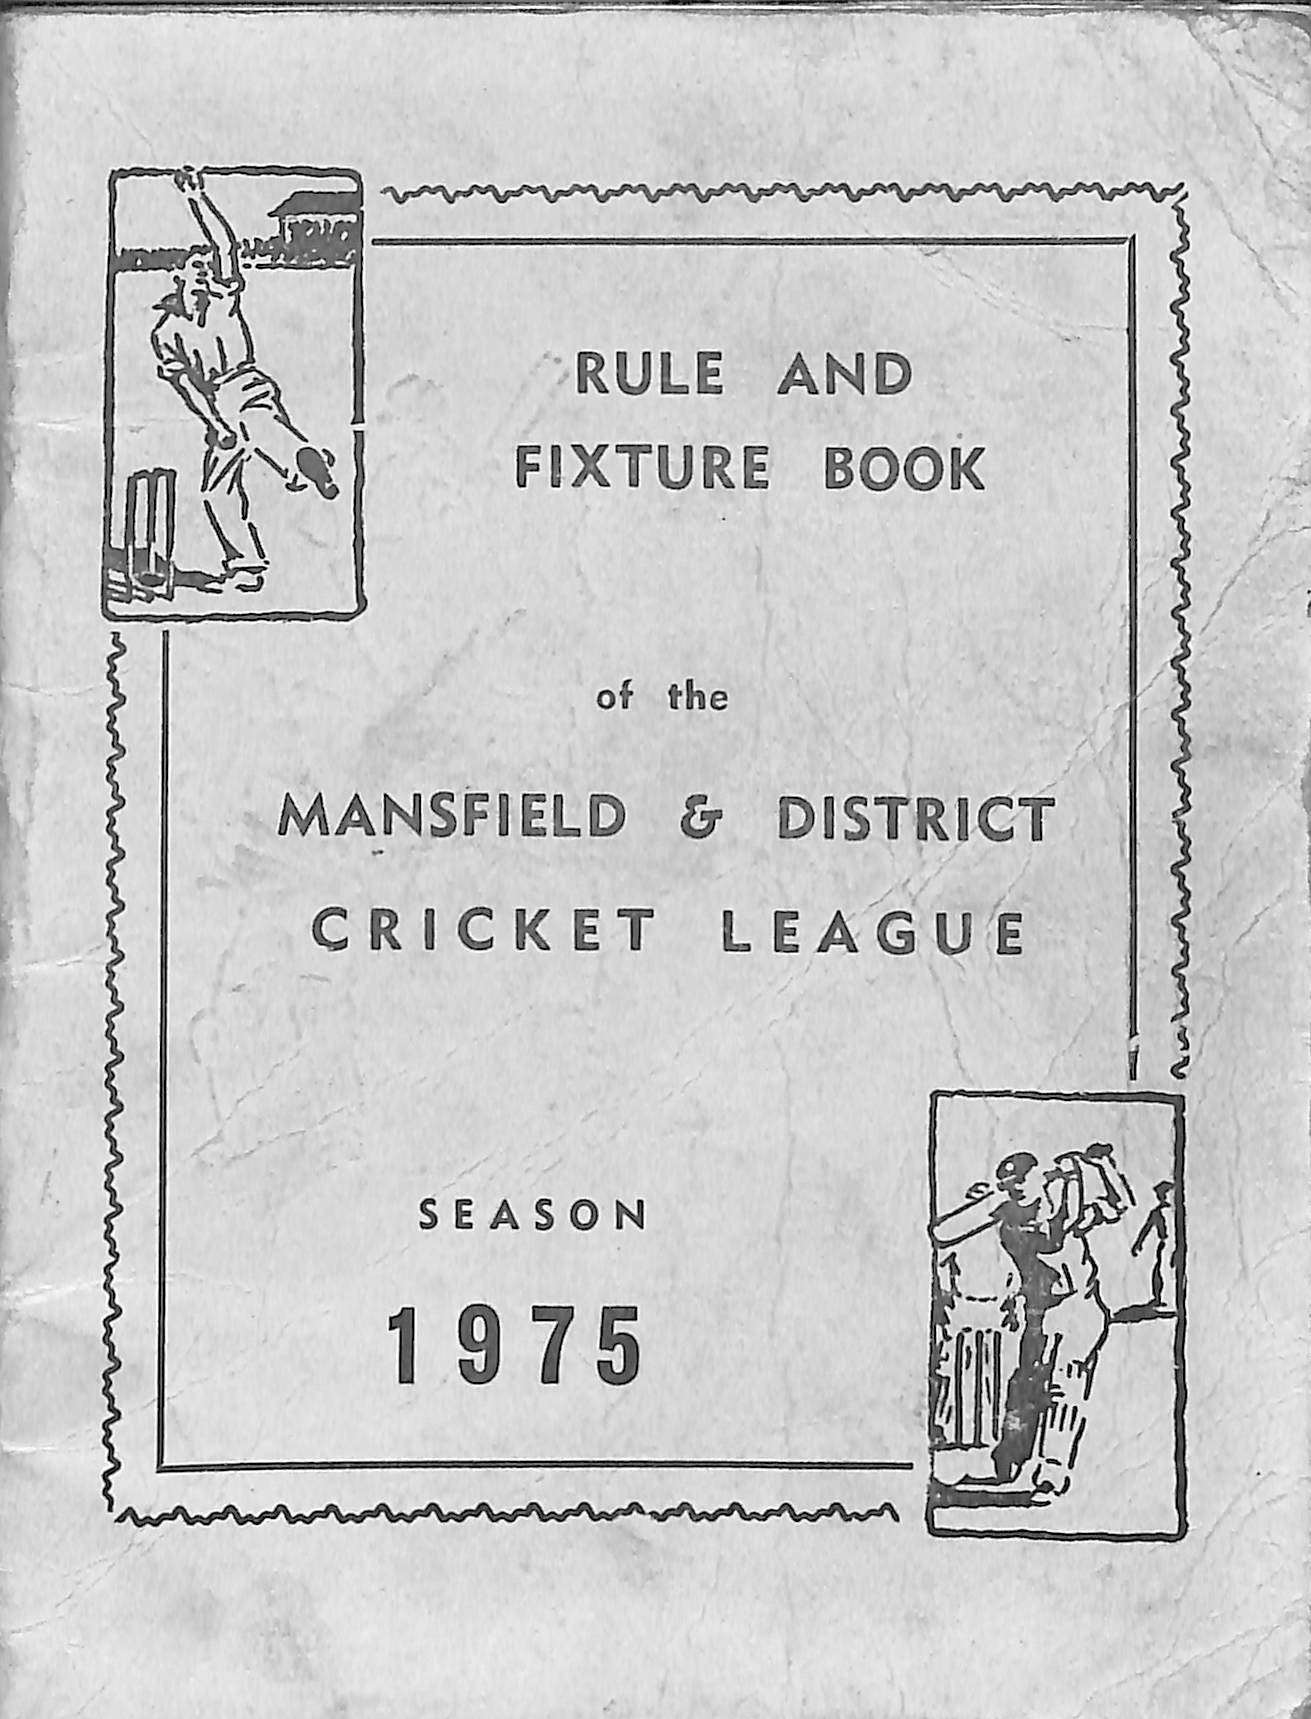 RULE AND
FIXTURE BOOK
of the
MANSFIELD & DISTRICT
CRICKET LEAGUE
SEASON
1975